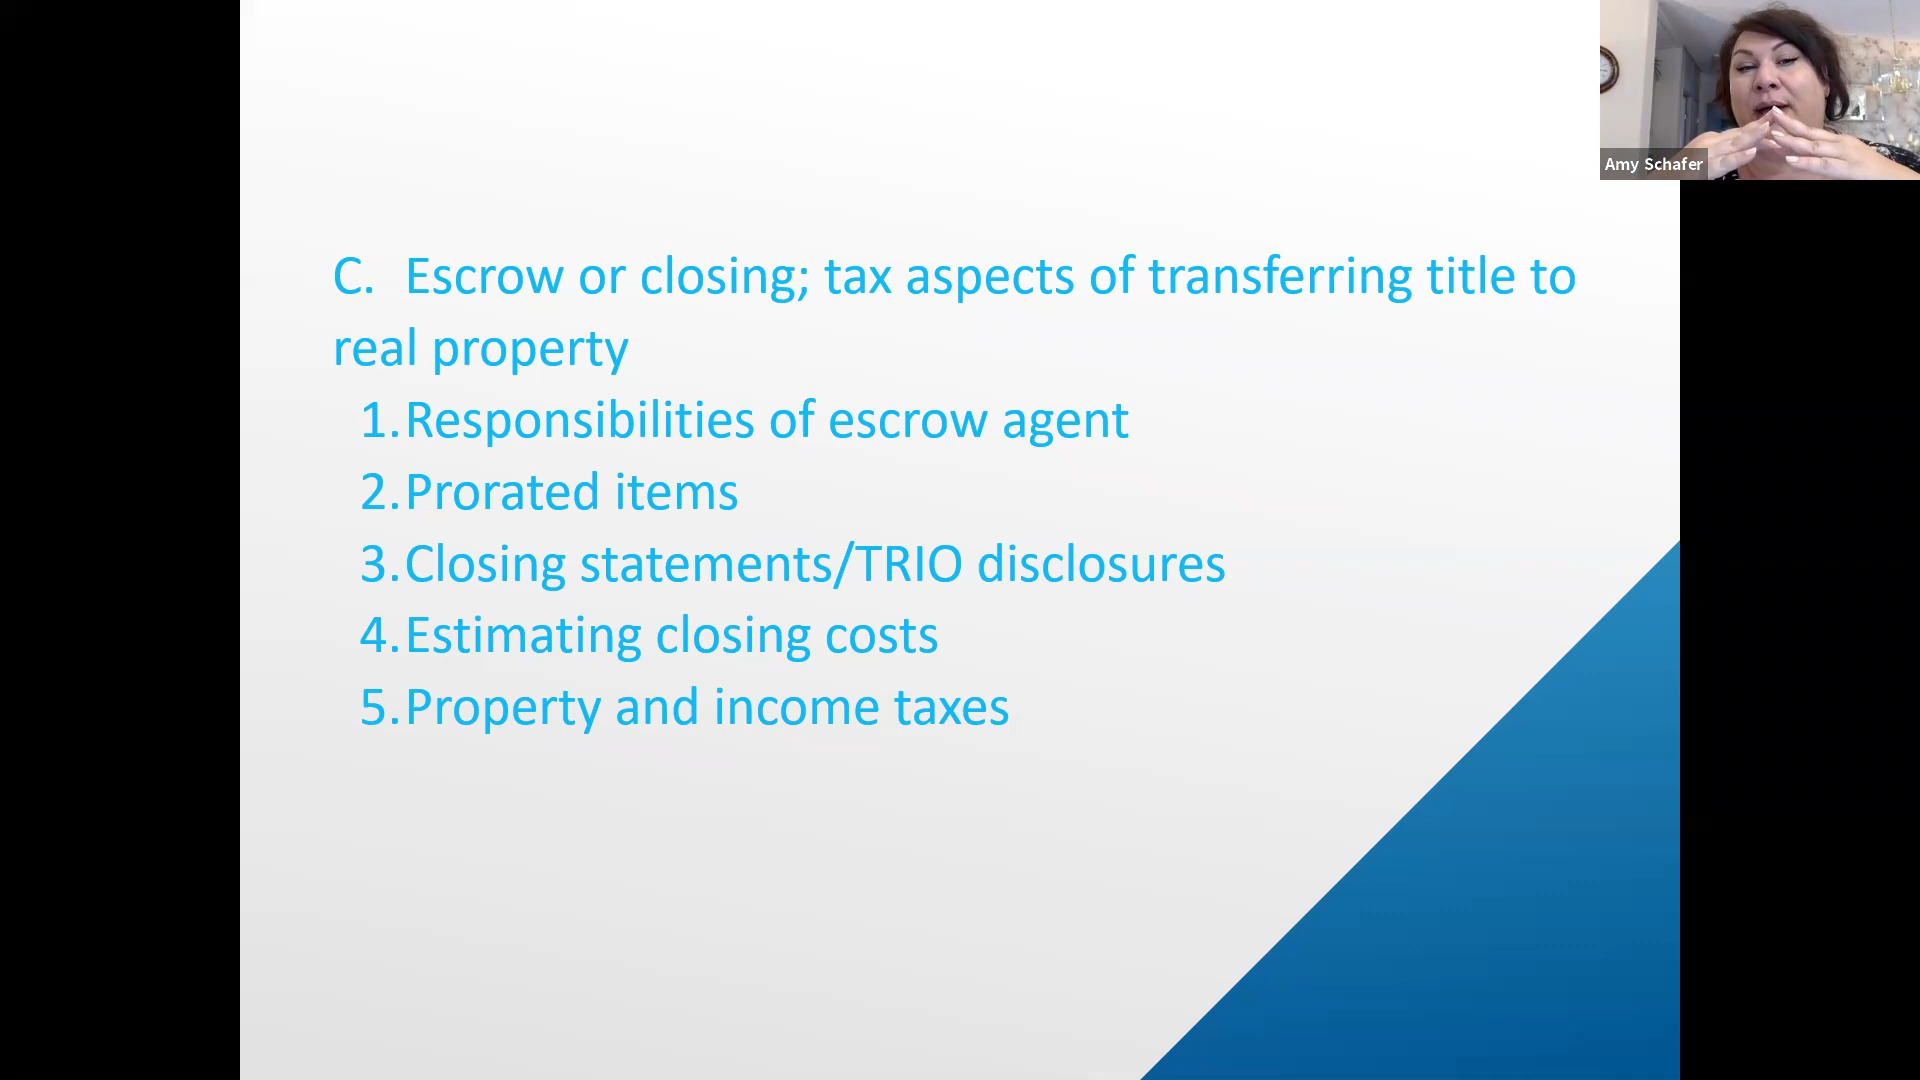 Amy Schafer
C. Escrow or closing; tax aspects of transferring title to
real property
1.Responsibilities of escrow agent
2.Prorated items
3.Closing statements/TRIO disclosures
4.Estimating closing costs
5.Property and income taxes